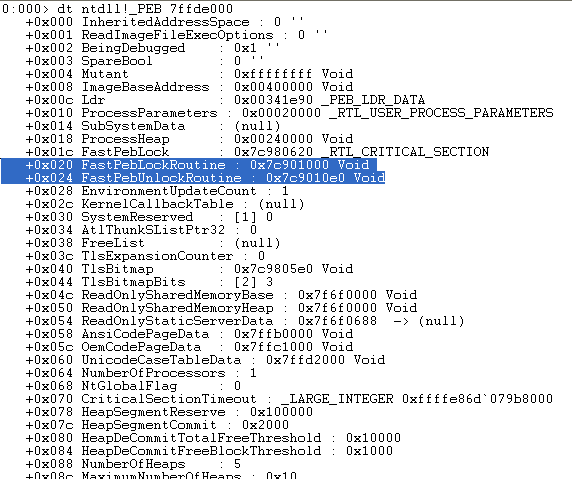 0:000> dt ntdll!_PEB 7ffde000
+0x000 InheritedAddressSpace : 0 ''
+0x001 ReadImageFileExecOptions : 0 ''
+0x002 BeingDebugged : 0x1 ''
+0x003 SpareBool : 0 ''
+0x004 Mutant : 0xffffffff Void
+0x008 ImageBaseAddress : 0x00400000 Void
+0x00c Ldr : 0x00341e90 _PEB_LDR_DATA
+0x010 ProcessParameters : 0x00020000 _RTL_USER_PROCESS_PARAMETERS
+0x014 SubSystemData : (null)
+0x018 ProcessHeap : 0x00240000 Void
+0x01c FastPebLock : 0x7c980620 _RTL_CRITICAL_SECTION
+0x020 FastPebLockRoutine : 0x7c901000 Void
+0x024 FastPebUnlockRoutine : 0x7c9010e0 Void
+0x028 EnvironmentUpdateCount : 1
+0x02c KernelCallbackTable : (null)
+0x030 SystemReserved : [1] 0
+0x034 AtlThunkSListPtr32 : 0
+0x038 FreeList : (null)
+0x03c TlsExpansionCounter : 0
+0x040 TlsBitmap : 0x7c9805e0 Void
+0x044 TlsBitmapBits : [2] 3
+0x04c ReadOnlySharedMemoryBase : 0x7f6f0000 Void
+0x050 ReadOnlySharedMemoryHeap : 0x7f6f0000 Void
+0x054 ReadOnlyStaticServerData : 0x7f6f0688 -> (null)
+0x058 AnsiCodePageData : 0x7ffb0000 Void
+0x05c OemCodePageData : 0x7ffc1000 Void
+0x060 UnicodeCaseTableData : 0x7ffd2000 Void
+0x064 NumberOfProcessors : 1
+0x068 NtGlobalFlag : 0
+0x070 CriticalSectionTimeout : _LARGE_INTEGER 0xffffe86d`079b8000
+0x078 HeapSegmentReserve : 0x100000
+0x07c HeapSegmentCommit : 0x2000
+0x080 HeapDeCommitTotalFreeThreshold : 0x10000
+0x084 HeapDeCommitFreeBlockThreshold : 0x1000
+0x088 NumberOfHeaps : 5
+0x08c MaximumNumberOfHeaps : 0x10